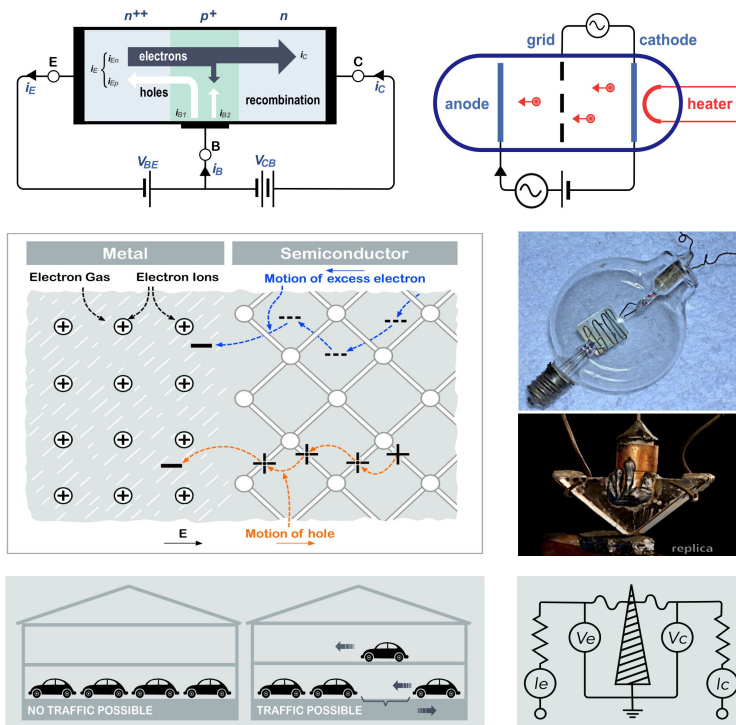 n++ p+ n
E
iE
iE { iEn
iEp
electrons
holes
iC
iB1 iB2
recombination
C
iC
B
iB
VBE
VCB
grid
cathode
anode
heater
Metal
Semiconductor
Electron Gas
Electron Ions
Motion of excess electron
E
Motion of hole
replica
NO TRAFFIC POSSIBLE
TRAFFIC POSSIBLE
Ve
Vc
Ie
Ic